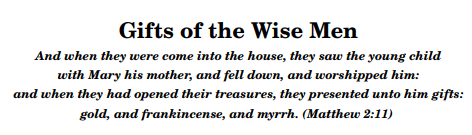 Gifts of the Wise Men
And when they were come into the house, they saw the young child
with Mary his mother, and fell down, and worshipped him:
and when they had opened their treasures, they presented unto him gifts:
gold, and frankincense, and myrrh. (Matthew 2:11)